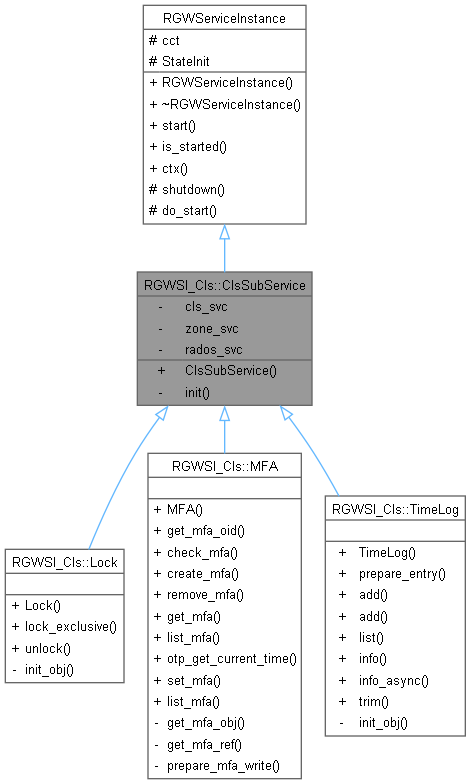 RGWServiceInstance
# cct
# StateInit
+ RGWServiceInstance()
+ ~RGWServiceInstance()
+ start()
+ is_started()
+ ctx()
# shutdown()
# do_start()
RGWSI_Cls::ClsSubService
- cls_svc
- zone_svc
- rados_svc
+ ClsSubService()
- init()
RGWSI_Cls::Lock
+ Lock()
+ lock_exclusive()
+ unlock()
- init_obj()
RGWSI_Cls::MFA
+ MFA()
+ get_mfa_oid()
+ check_mfa()
+ create_mfa()
+ remove_mfa()
+ get_mfa()
+ list_mfa()
+ otp_get_current_time()
+ set_mfa()
+ list_mfa()
- get_mfa_obj()
- get_mfa_ref()
- prepare_mfa_write()
RGWSI_Cls::TimeLog
+ TimeLog()
+ prepare_entry()
+ add()
+ add()
+ list()
+ info()
+ info_async()
+ trim()
- init_obj()